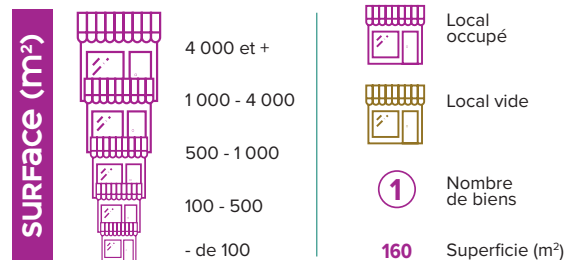 SURFace (m²)
4 000 et +
1 000 - 4 000
500 - 1 000
100 - 500
- de 100
Local
occupé
Local vide
1
Nombre
de biens
160
Superficie (m²)